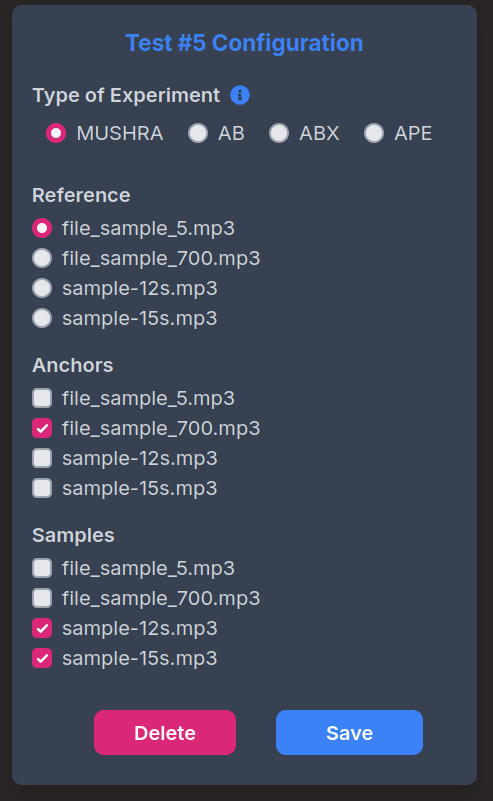 Test #5 Configuration
Type of Experiment
MUSHRA AB ABX APE
Reference
file_sample_5.mp3
file_sample_700.mp3
sample-12s.mp3
sample-15s.mp3
Anchors
file_sample_5.mp3
file_sample_700.mp3
sample-12s.mp3
sample-15s.mp3
Samples
file_sample_5.mp3
file_sample_700.mp3
sample-12s.mp3
sample-15s.mp3
Delete Save